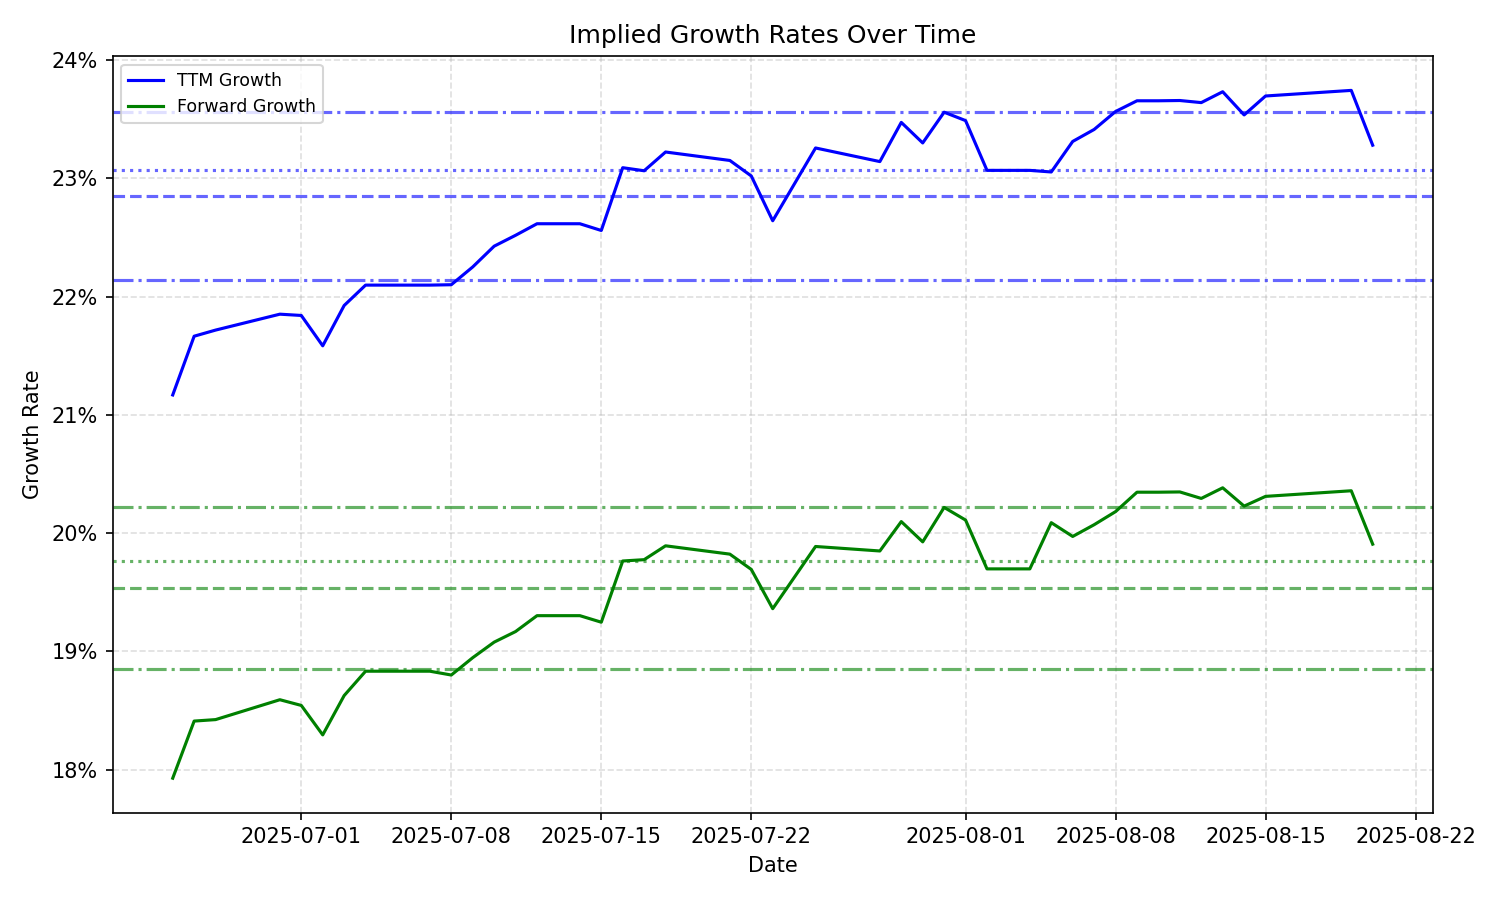 Implied Growth Rates Over Time
TTM Growth
Forward Growth
24%
23%
22%
21%
20%
19%
18%
Growth Rate
2025-07-01 2025-07-08 2025-07-15 2025-07-22 2025-08-01 2025-08-08 2025-08-15 2025-08-22
Date